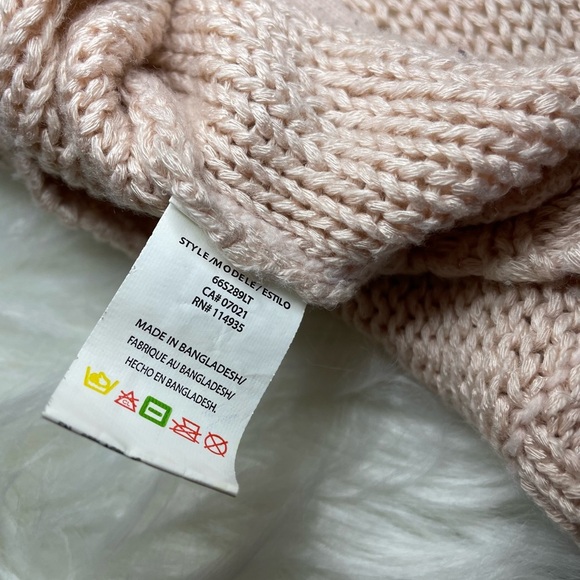 STYLE/MODELE/ESTILO
66S289LT
CA# 07021
RN# 114935
MADE IN BANGLADESH/
FABRIQUE AU BANGLADESH/
HECHO EN BANGLADESH.